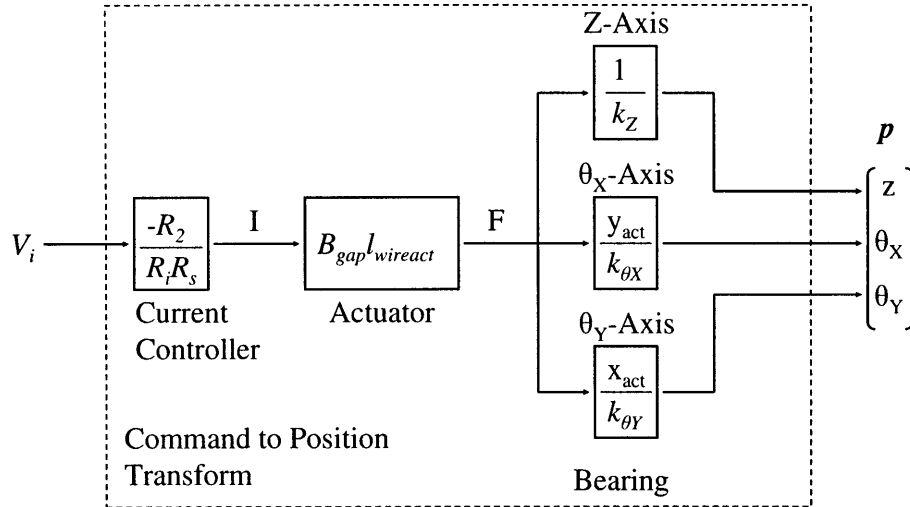 Z-Axis
1
k_Z
p
θ_X-Axis
z
V_i
-R_2
R_iR_s
I
B_gap l_wireact
F
y_act
k_θX
θ_X
Current
Controller
Actuator
θ_Y-Axis
θ_Y
x_act
k_θY
Command to Position
Transform
Bearing